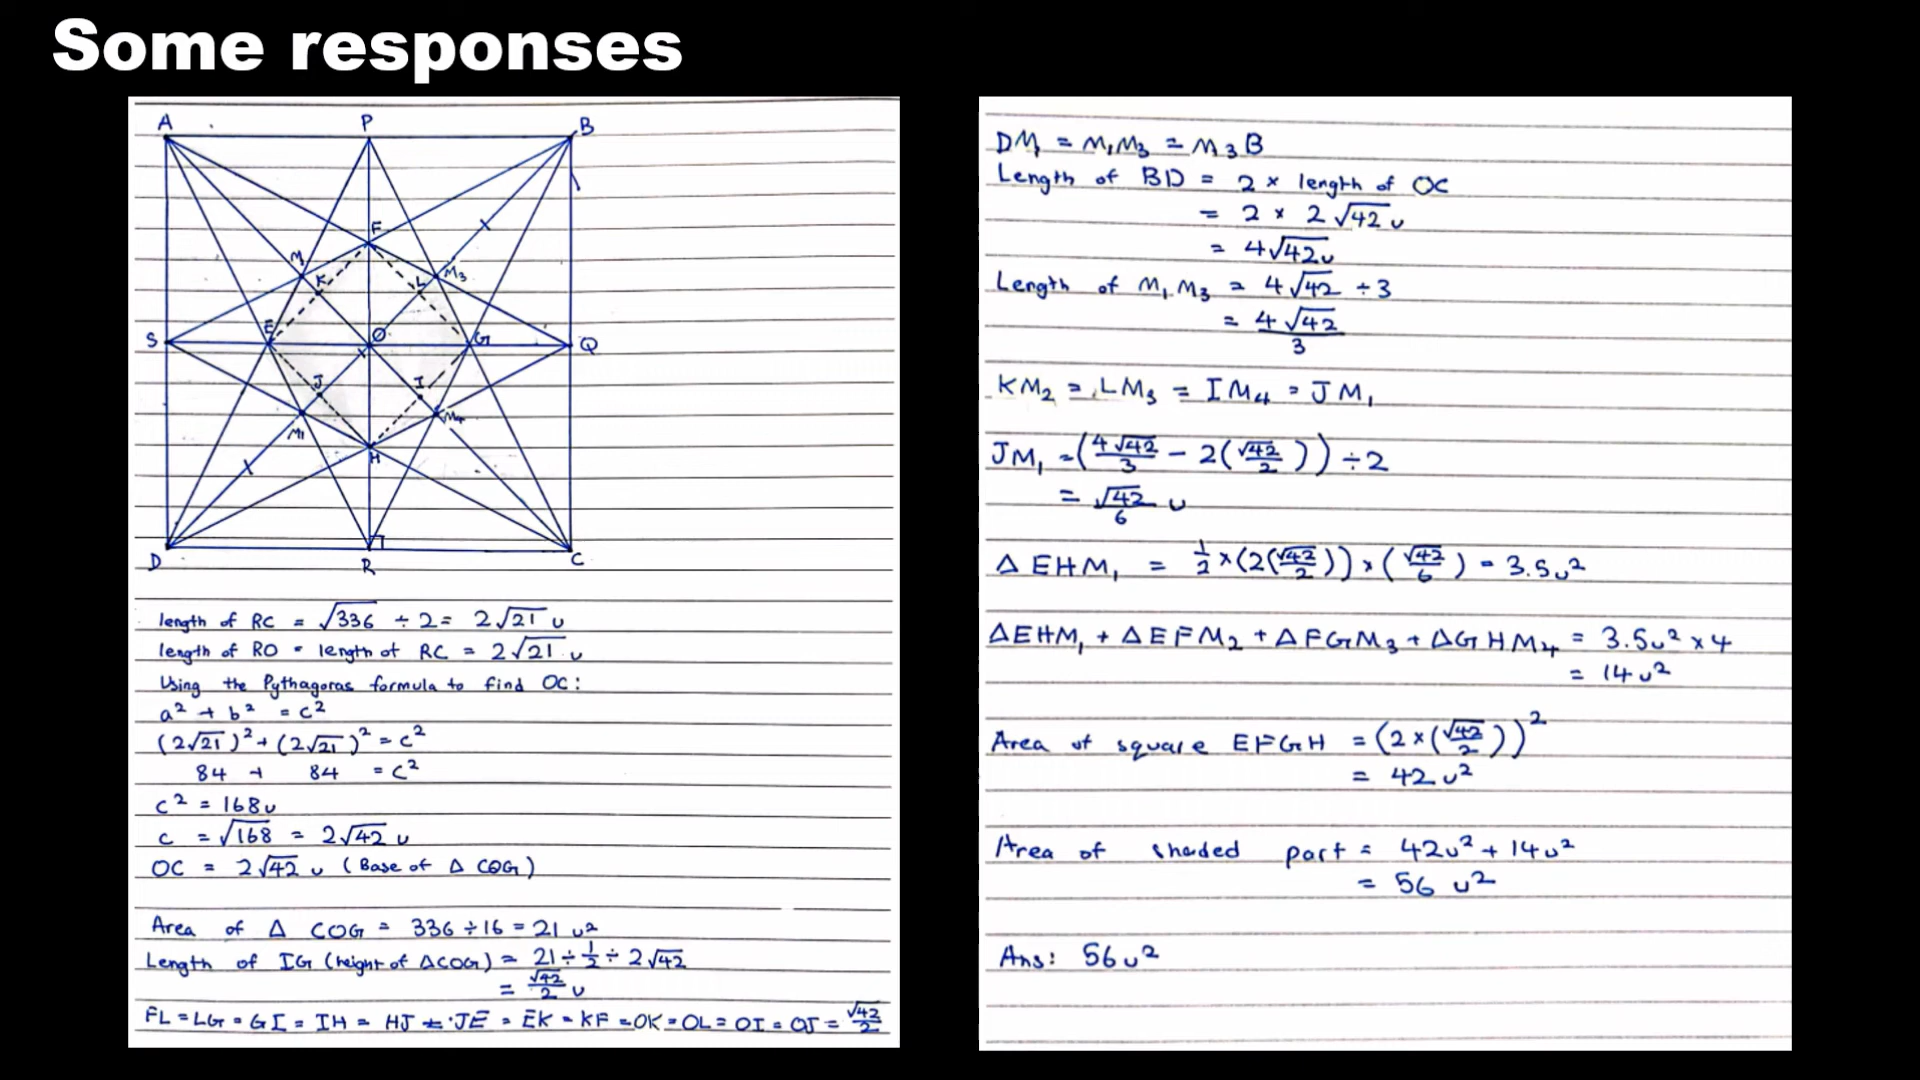 Some responses
A P B
F
M M3
K L
S E O G Q
J I
M1 M4
H
D R C
length of RC = √336 ÷ 2 = 2√21 u
length of RO = length of RC = 2√21 u
Using the Pythagoras formula to find OC:
a² + b² = c²
(2√21)² + (2√21)² = c²
84 + 84 = c²
c² = 168u
c = √168 = 2√42 u
OC = 2√42 u (Base of Δ COG)
Area of Δ COG = 336 ÷ 16 = 21 u²
Length of IG (height of ΔCOG) = 21 ÷ 1/2 ÷ 2√42
= √42/2 u
FL = LG = GI = IH = HJ = JE = EK = KF = OK = OL = OI = OJ = √42/2
DM₁ = M₁M₃ = M₃B
Length of BD = 2 × length of OC
= 2 × 2√42 u
= 4√42 u
Length of M₁M₃ = 4√42 ÷ 3
= 4√42/3
KM₂ = LM₃ = IM₄ = JM₁
JM₁ = (4√42/3 - 2(√42/2)) ÷ 2
= √42/6 u
Δ EHM₁ = 1/2 × (2(√42/2)) × (√42/6) = 3.5u²
ΔEHM₁ + ΔEFM₂ + ΔFGM₃ + ΔGHM₄ = 3.5u² × 4
= 14u²
Area of square EFGH = (2 × (√42/2))²
= 42u²
Area of shaded part = 42u² + 14u²
= 56 u²
Ans: 56u²